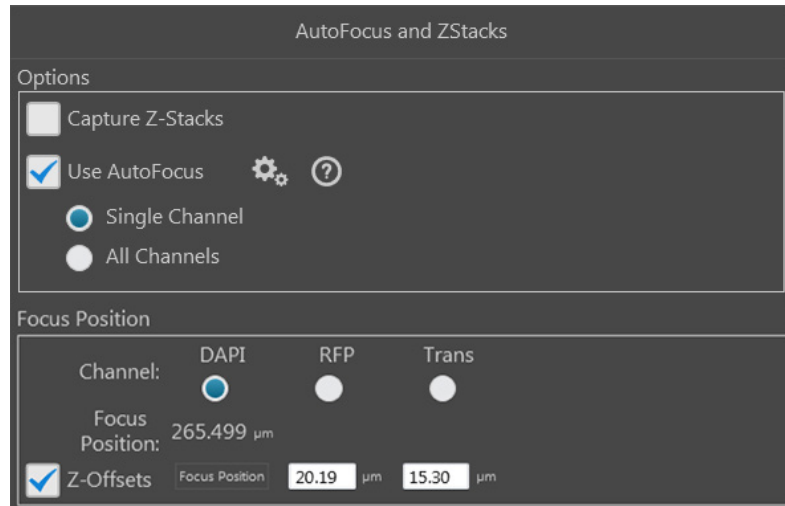 AutoFocus and ZStacks
Options
Capture Z-Stacks
Use AutoFocus ?
Single Channel
All Channels
Focus Position
Channel: DAPI RFP Trans
Focus
Position: 265.499 µm
Z-Offsets Focus Position 20.19 µm 15.30 µm